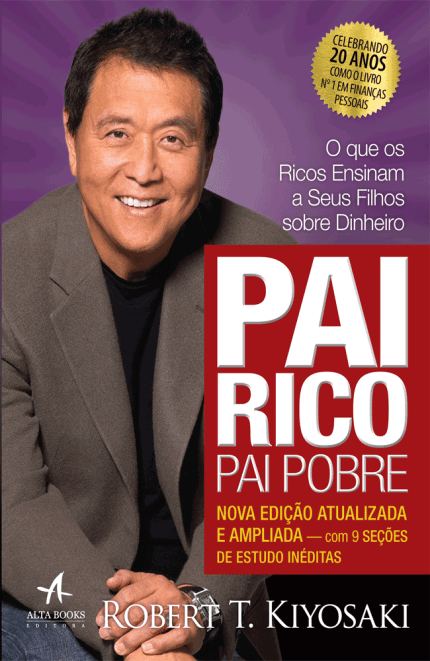 CELEBRANDO
20 ANOS
COMO O LIVRO
Nº 1 EM FINANÇAS
PESSOAIS
O que os
Ricos Ensinam
a Seus Filhos
sobre Dinheiro
PAI
RICO
PAI POBRE
NOVA EDIÇÃO ATUALIZADA
E AMPLIADA — com 9 SEÇÕES
DE ESTUDO INÉDITAS
ALTA BOOKS
EDITORA
ROBERT T. KIYOSAKI